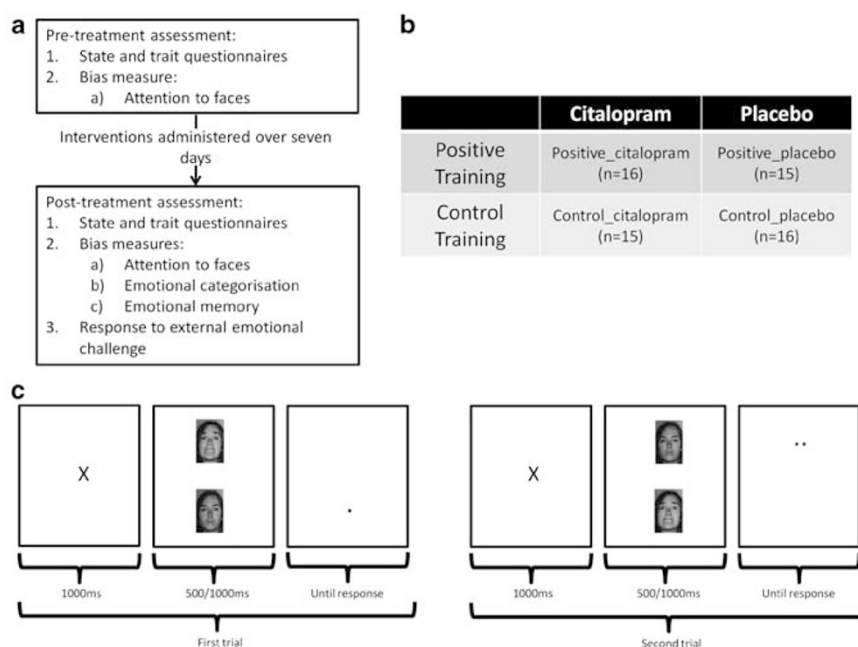 a
Pre-treatment assessment:
1. State and trait questionnaires
2. Bias measure:
a) Attention to faces
Interventions administered over seven
days
Post-treatment assessment:
1. State and trait questionnaires
2. Bias measures:
a) Attention to faces
b) Emotional categorisation
c) Emotional memory
3. Response to external emotional
challenge
b
Citalopram Placebo
Positive Training Positive_citalopram (n=16) Positive_placebo (n=15)
Control Training Control_citalopram (n=15) Control_placebo (n=16)
c
X . X ..
1000ms 500/1000ms Until response 1000ms 500/1000ms Until response
First trial Second trial